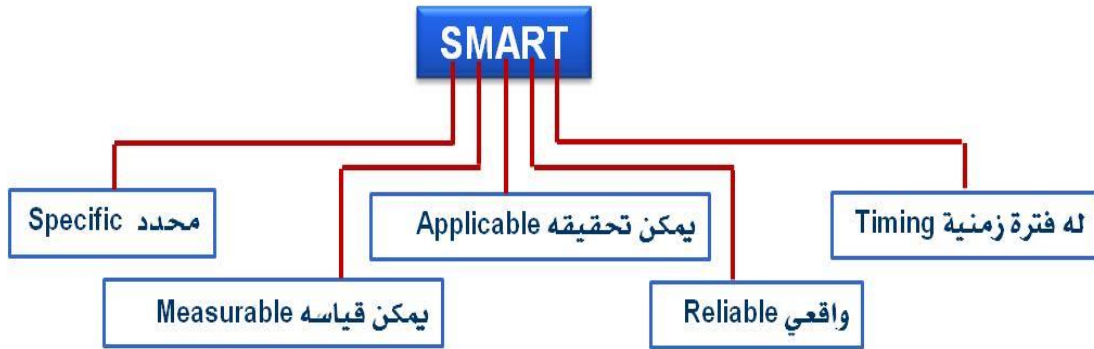 SMART
محدد Specific
يمكن قياسه Measurable
يمكن تحقيقه Applicable
واقعي Reliable
له فترة زمنية Timing